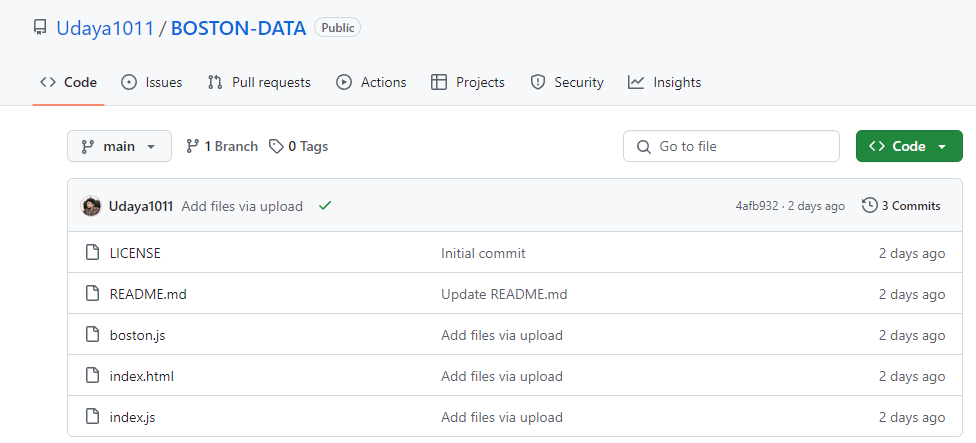 Udaya1011 / BOSTON-DATA Public
Code Issues Pull requests Actions Projects Security Insights
main 1 Branch 0 Tags Go to file Code
Udaya1011 Add files via upload 4afb932 · 2 days ago 3 Commits
LICENSE Initial commit 2 days ago
README.md Update README.md 2 days ago
boston.js Add files via upload 2 days ago
index.html Add files via upload 2 days ago
index.js Add files via upload 2 days ago